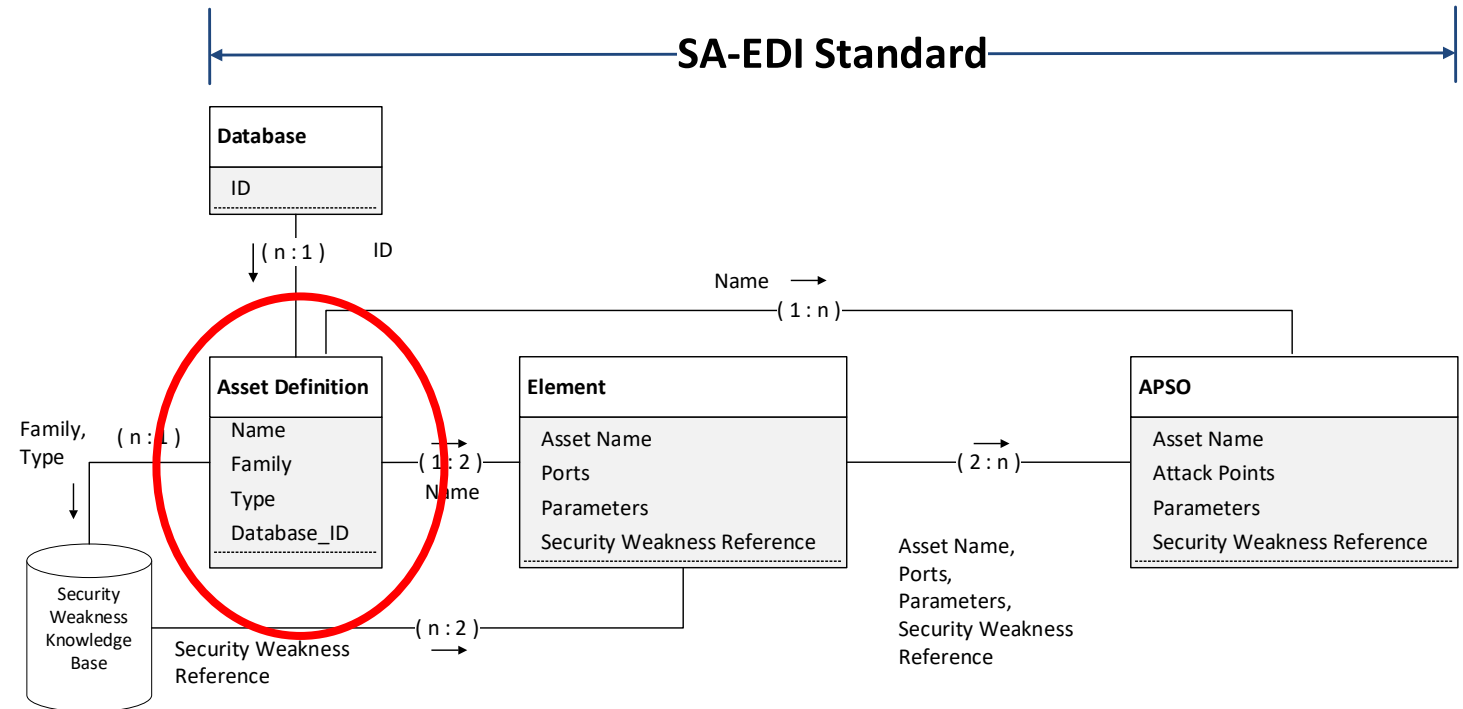 SA-EDI Standard
Database
ID
( n : 1 )
ID
Name
( 1 : n )
Asset Definition
Name
Family
Type
Database_ID
Element
Asset Name
Ports
Parameters
Security Weakness Reference
APSO
Asset Name
Attack Points
Parameters
Security Weakness Reference
Family,
Type
( n : 1 )
( 1 : 2 )
Name
( 2 : n )
Asset Name,
Ports,
Parameters,
Security Weakness
Reference
Security
Weakness
Knowledge
Base
( n : 2 )
Security Weakness
Reference